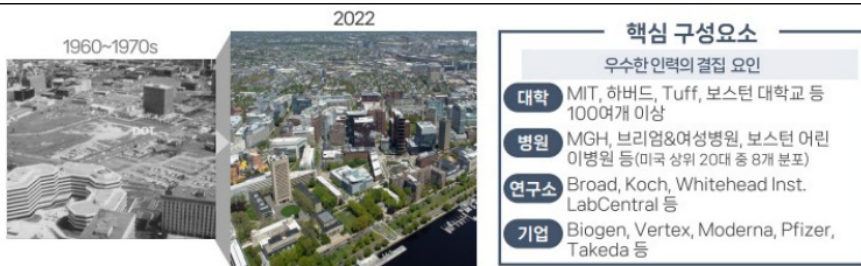 1960~1970s
2022
DOT
핵심 구성요소
우수한 인력의 결집 요인
대학 MIT, 하버드, Tuff, 보스턴 대학교 등
100여개 이상
병원 MGH, 브리엄&여성병원, 보스턴 어린
이병원 등(미국 상위 20대 중 8개 분포)
연구소 Broad, Koch, Whitehead Inst.
LabCentral 등
기업 Biogen, Vertex, Moderna, Pfizer,
Takeda 등